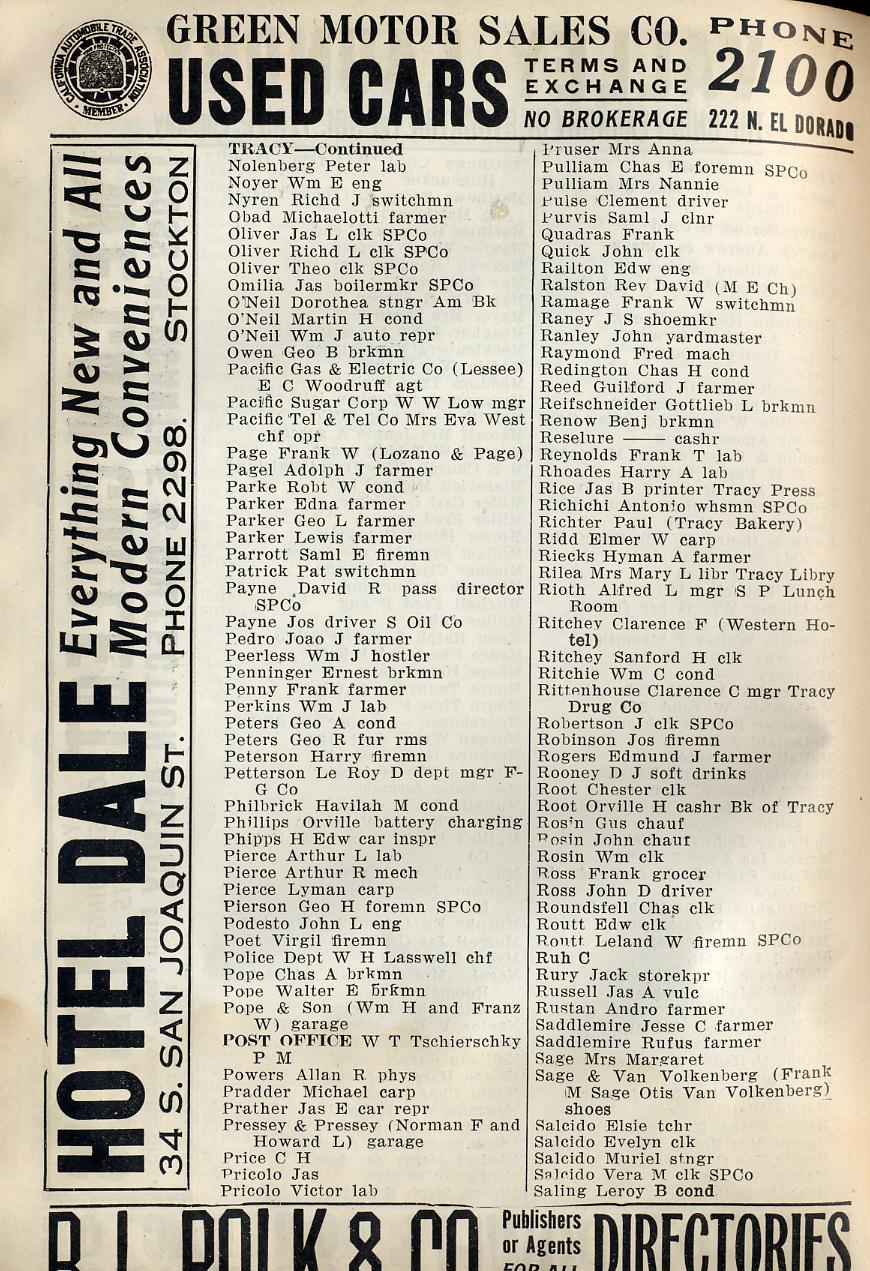 GREEN MOTOR SALES CO.
USED CARS
TERMS AND
EXCHANGE
NO BROKERAGE
PHONE
2100
222 N. EL DORADO
CALIFORNIA AUTOMOBILE TRADE ASSOCIATION
· MEMBER ·
HOTEL DALE
Everything New and All
Modern Conveniences
34 S. SAN JOAQUIN ST. PHONE 2298. STOCKTON
TRACY—Continued
Nolenberg Peter lab
Noyer Wm E eng
Nyren Richd J switchmn
Obad Michaelotti farmer
Oliver Jas L clk SPCo
Oliver Richd L clk SPCo
Oliver Theo clk SPCo
Omilia Jas boilermkr SPCo
O'Neil Dorothea stngr Am Bk
O'Neil Martin H cond
O'Neil Wm J auto repr
Owen Geo B brkmn
Pacific Gas & Electric Co (Lessee)
E C Woodruff agt
Pacific Sugar Corp W W Low mgr
Pacific Tel & Tel Co Mrs Eva West
chf opr
Page Frank W (Lozano & Page)
Pagel Adolph J farmer
Parke Robt W cond
Parker Edna farmer
Parker Geo L farmer
Parker Lewis farmer
Parrott Saml E firemn
Patrick Pat switchmn
Payne David R pass director
SPCo
Payne Jos driver S Oil Co
Pedro Joao J farmer
Peerless Wm J hostler
Penninger Ernest brkmn
Penny Frank farmer
Perkins Wm J lab
Peters Geo A cond
Peters Geo R fur rms
Peterson Harry firemn
Petterson Le Roy D dept mgr F-
G Co
Philbrick Havilah M cond
Phillips Orville battery charging
Phipps H Edw car inspr
Pierce Arthur L lab
Pierce Arthur R mech
Pierce Lyman carp
Pierson Geo H foremn SPCo
Podesto John L eng
Poet Virgil firemn
Police Dept W H Lasswell chf
Pope Chas A brkmn
Pope Walter E brkmn
Pope & Son (Wm H and Franz
W) garage
POST OFFICE W T Tschierschky
P M
Powers Allan R phys
Pradder Michael carp
Prather Jas E car repr
Pressey & Pressey (Norman F and
Howard L) garage
Price C H
Pricolo Jas
Pricolo Victor lab
Pruser Mrs Anna
Pulliam Chas E foremn SPCo
Pulliam Mrs Nannie
Pulse Clement driver
Purvis Saml J clnr
Quadras Frank
Quick John clk
Railton Edw eng
Ralston Rev David (M E Ch)
Ramage Frank W switchmn
Raney J S shoemkr
Ranley John yardmaster
Raymond Fred mach
Redington Chas H cond
Reed Guilford J farmer
Reifschneider Gottlieb L brkmn
Renow Benj brkmn
Reselure —— cashr
Reynolds Frank T lab
Rhoades Harry A lab
Rice Jas B printer Tracy Press
Richichi Antonio whsmn SPCo
Richter Paul (Tracy Bakery)
Ridd Elmer W carp
Riecks Hyman A farmer
Rilea Mrs Mary L libr Tracy Libry
Rioth Alfred L mgr S P Lunch
Room
Ritchey Clarence F (Western Ho-
tel)
Ritchey Sanford H clk
Ritchie Wm C cond
Rittenhouse Clarence C mgr Tracy
Drug Co
Robertson J clk SPCo
Robinson Jos firemn
Rogers Edmund J farmer
Rooney D J soft drinks
Root Chester clk
Root Orville H cashr Bk of Tracy
Rosin Gus chauf
Rosin John chauf
Rosin Wm clk
Ross Frank grocer
Ross John D driver
Roundsfell Chas clk
Routt Edw clk
Routt Leland W firemn SPCo
Ruh C
Rury Jack storekpr
Russell Jas A vulc
Rustan Andro farmer
Saddlemire Jesse C farmer
Saddlemire Rufus farmer
Sage Mrs Margaret
Sage & Van Volkenberg (Frank
M Sage Otis Van Volkenberg)
shoes
Salcido Elsie tchr
Salcido Evelyn clk
Salcido Muriel stngr
Salcido Vera M clk SPCo
Saling Leroy B cond
R. L. POLK & CO
Publishers
or Agents
FOR ALL
DIRECTORIES